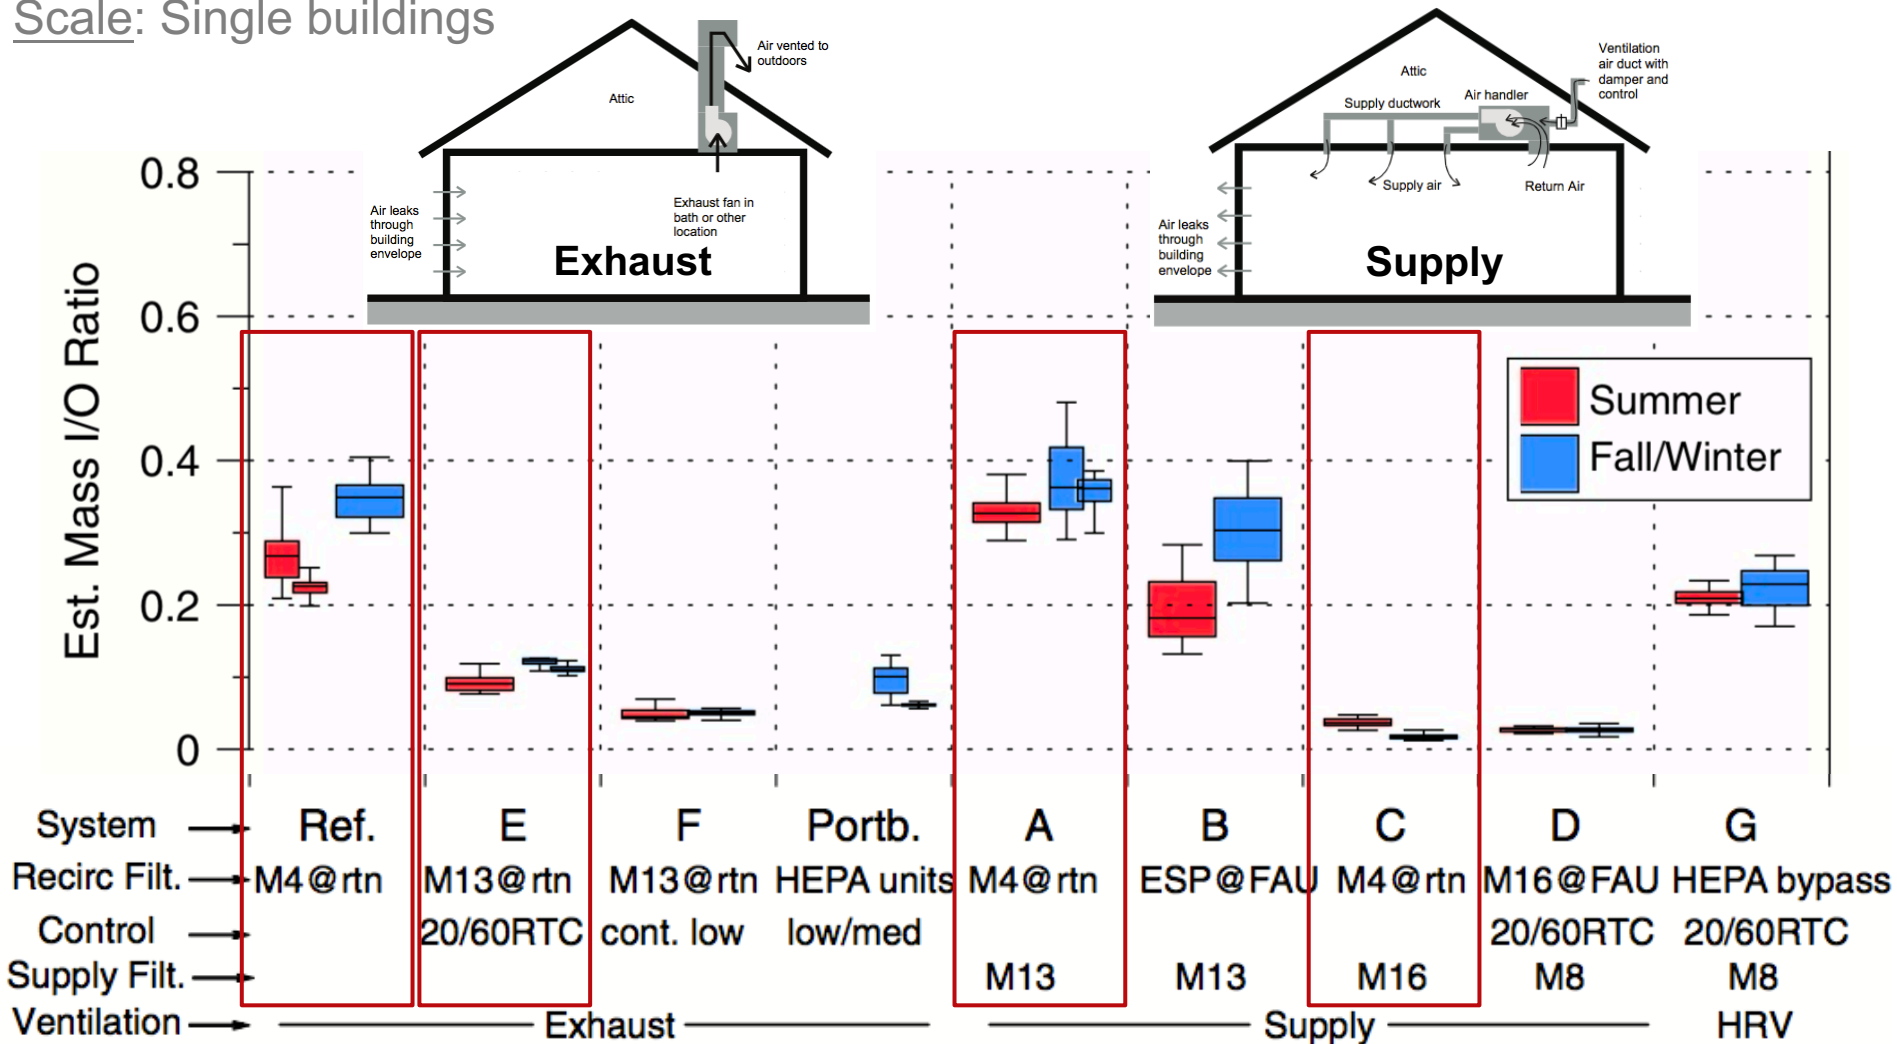 Scale: Single buildings
Air vented to
outdoors
Attic
Air leaks
through
building
envelope
Exhaust fan in
bath or other
location
Exhaust
Ventilation
air duct with
damper and
control
Attic
Air handler
Supply ductwork
Supply air
Return Air
Air leaks
through
building
envelope
Supply
Est. Mass I/O Ratio
0.8
0.6
0.4
0.2
0
Summer
Fall/Winter
System Ref. E F Portb. A B C D G
Recirc Filt. M4@rtn M13@rtn M13@rtn HEPA units M4@rtn ESP@FAU M4@rtn M16@FAU HEPA bypass
Control 20/60RTC cont. low low/med 20/60RTC 20/60RTC
Supply Filt. M13 M13 M16 M8 M8
Ventilation Exhaust Supply HRV